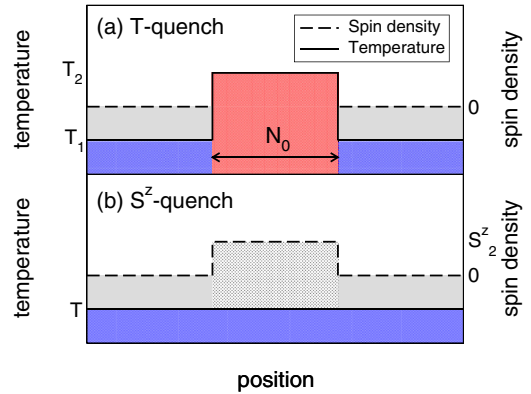 (a) T-quench
Spin density
Temperature
temperature
T₂
T₁
N₀
0
spin density
(b) Sᶻ-quench
temperature
T
Sᶻ₂
0
spin density
position